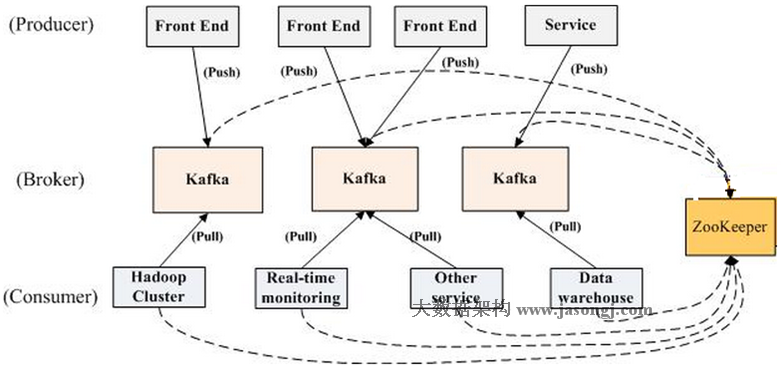 (Producer)
Front End
Front End
Front End
Service
(Push)
(Push)
(Push)
(Push)
(Broker)
Kafka
Kafka
Kafka
ZooKeeper
(Pull)
(Pull)
(Pull)
(Pull)
(Consumer)
Hadoop
Cluster
Real-time
monitoring
Other
service
Data
warehouse
大数据架构 www.jasongj.com